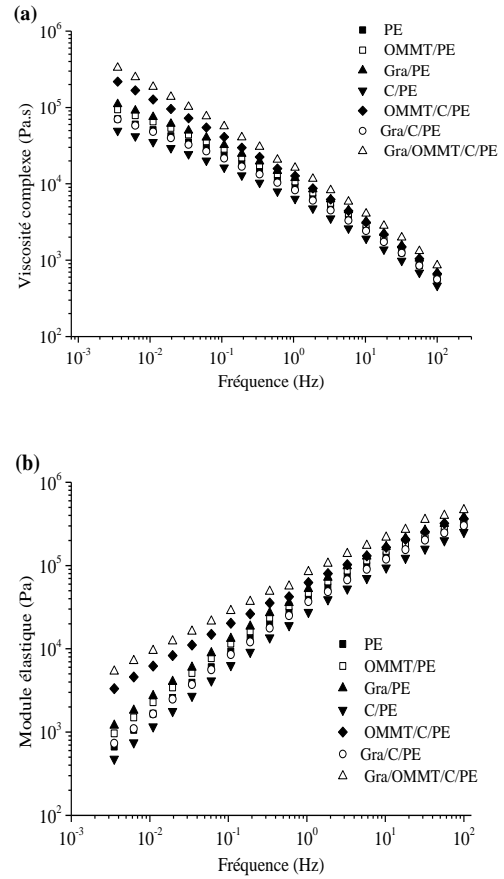 (a)
PE
OMMT/PE
Gra/PE
C/PE
OMMT/C/PE
Gra/C/PE
Gra/OMMT/C/PE
Viscosité complexe (Pa.s)
10^6
10^5
10^4
10^3
10^2
10^-3
10^-2
10^-1
10^0
10^1
10^2
Fréquence (Hz)
(b)
Module élastique (Pa)
10^6
10^5
10^4
10^3
10^2
PE
OMMT/PE
Gra/PE
C/PE
OMMT/C/PE
Gra/C/PE
Gra/OMMT/C/PE
10^-3
10^-2
10^-1
10^0
10^1
10^2
Fréquence (Hz)